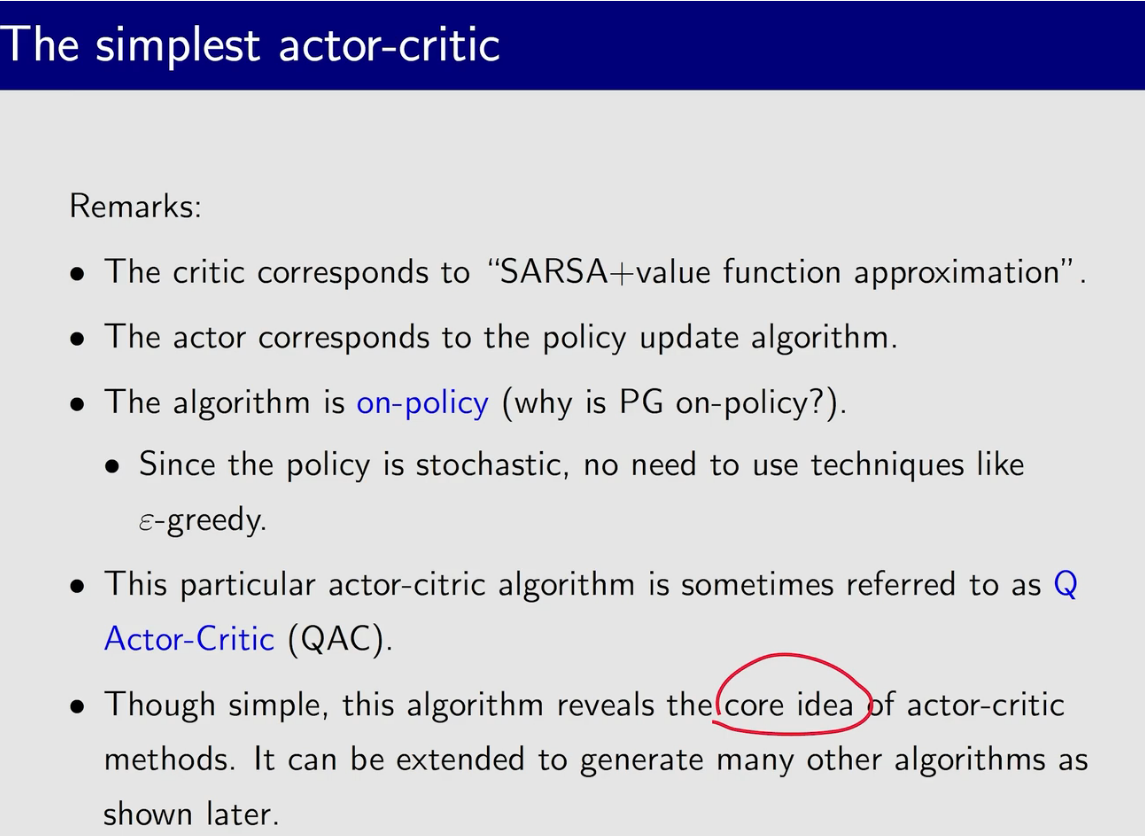 The simplest actor-critic
Remarks:
• The critic corresponds to “SARSA+value function approximation”.
• The actor corresponds to the policy update algorithm.
• The algorithm is on-policy (why is PG on-policy?).
• Since the policy is stochastic, no need to use techniques like
ε-greedy.
• This particular actor-citric algorithm is sometimes referred to as Q
Actor-Critic (QAC).
• Though simple, this algorithm reveals the core idea of actor-critic
methods. It can be extended to generate many other algorithms as
shown later.